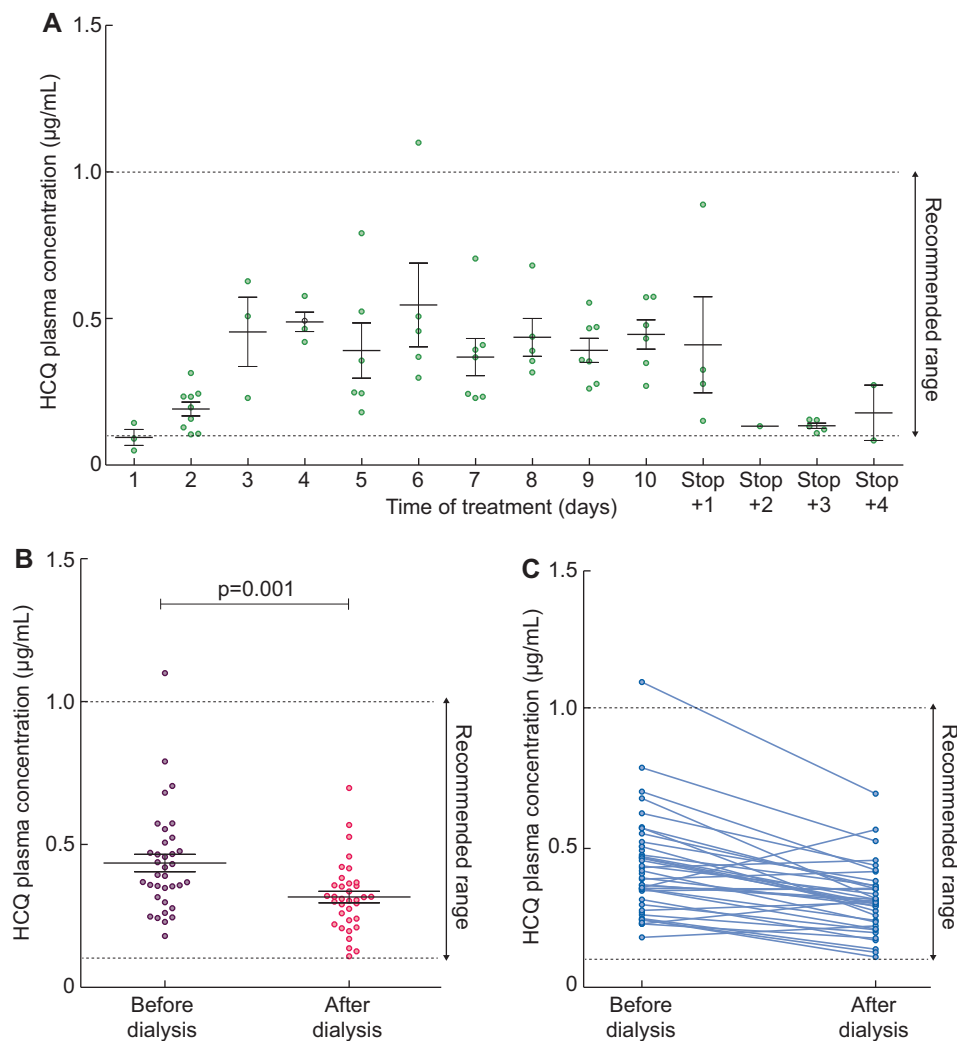 A
HCQ plasma concentration (µg/mL)
1.5
1.0
0.5
0
Recommended range
1 2 3 4 5 6 7 8 9 10 Stop Stop Stop Stop
+1 +2 +3 +4
Time of treatment (days)
B
HCQ plasma concentration (µg/mL)
1.5
1.0
0.5
0
p=0.001
Recommended range
Before After
dialysis dialysis
C
HCQ plasma concentration (µg/mL)
1.5
1.0
0.5
0
Recommended range
Before After
dialysis dialysis